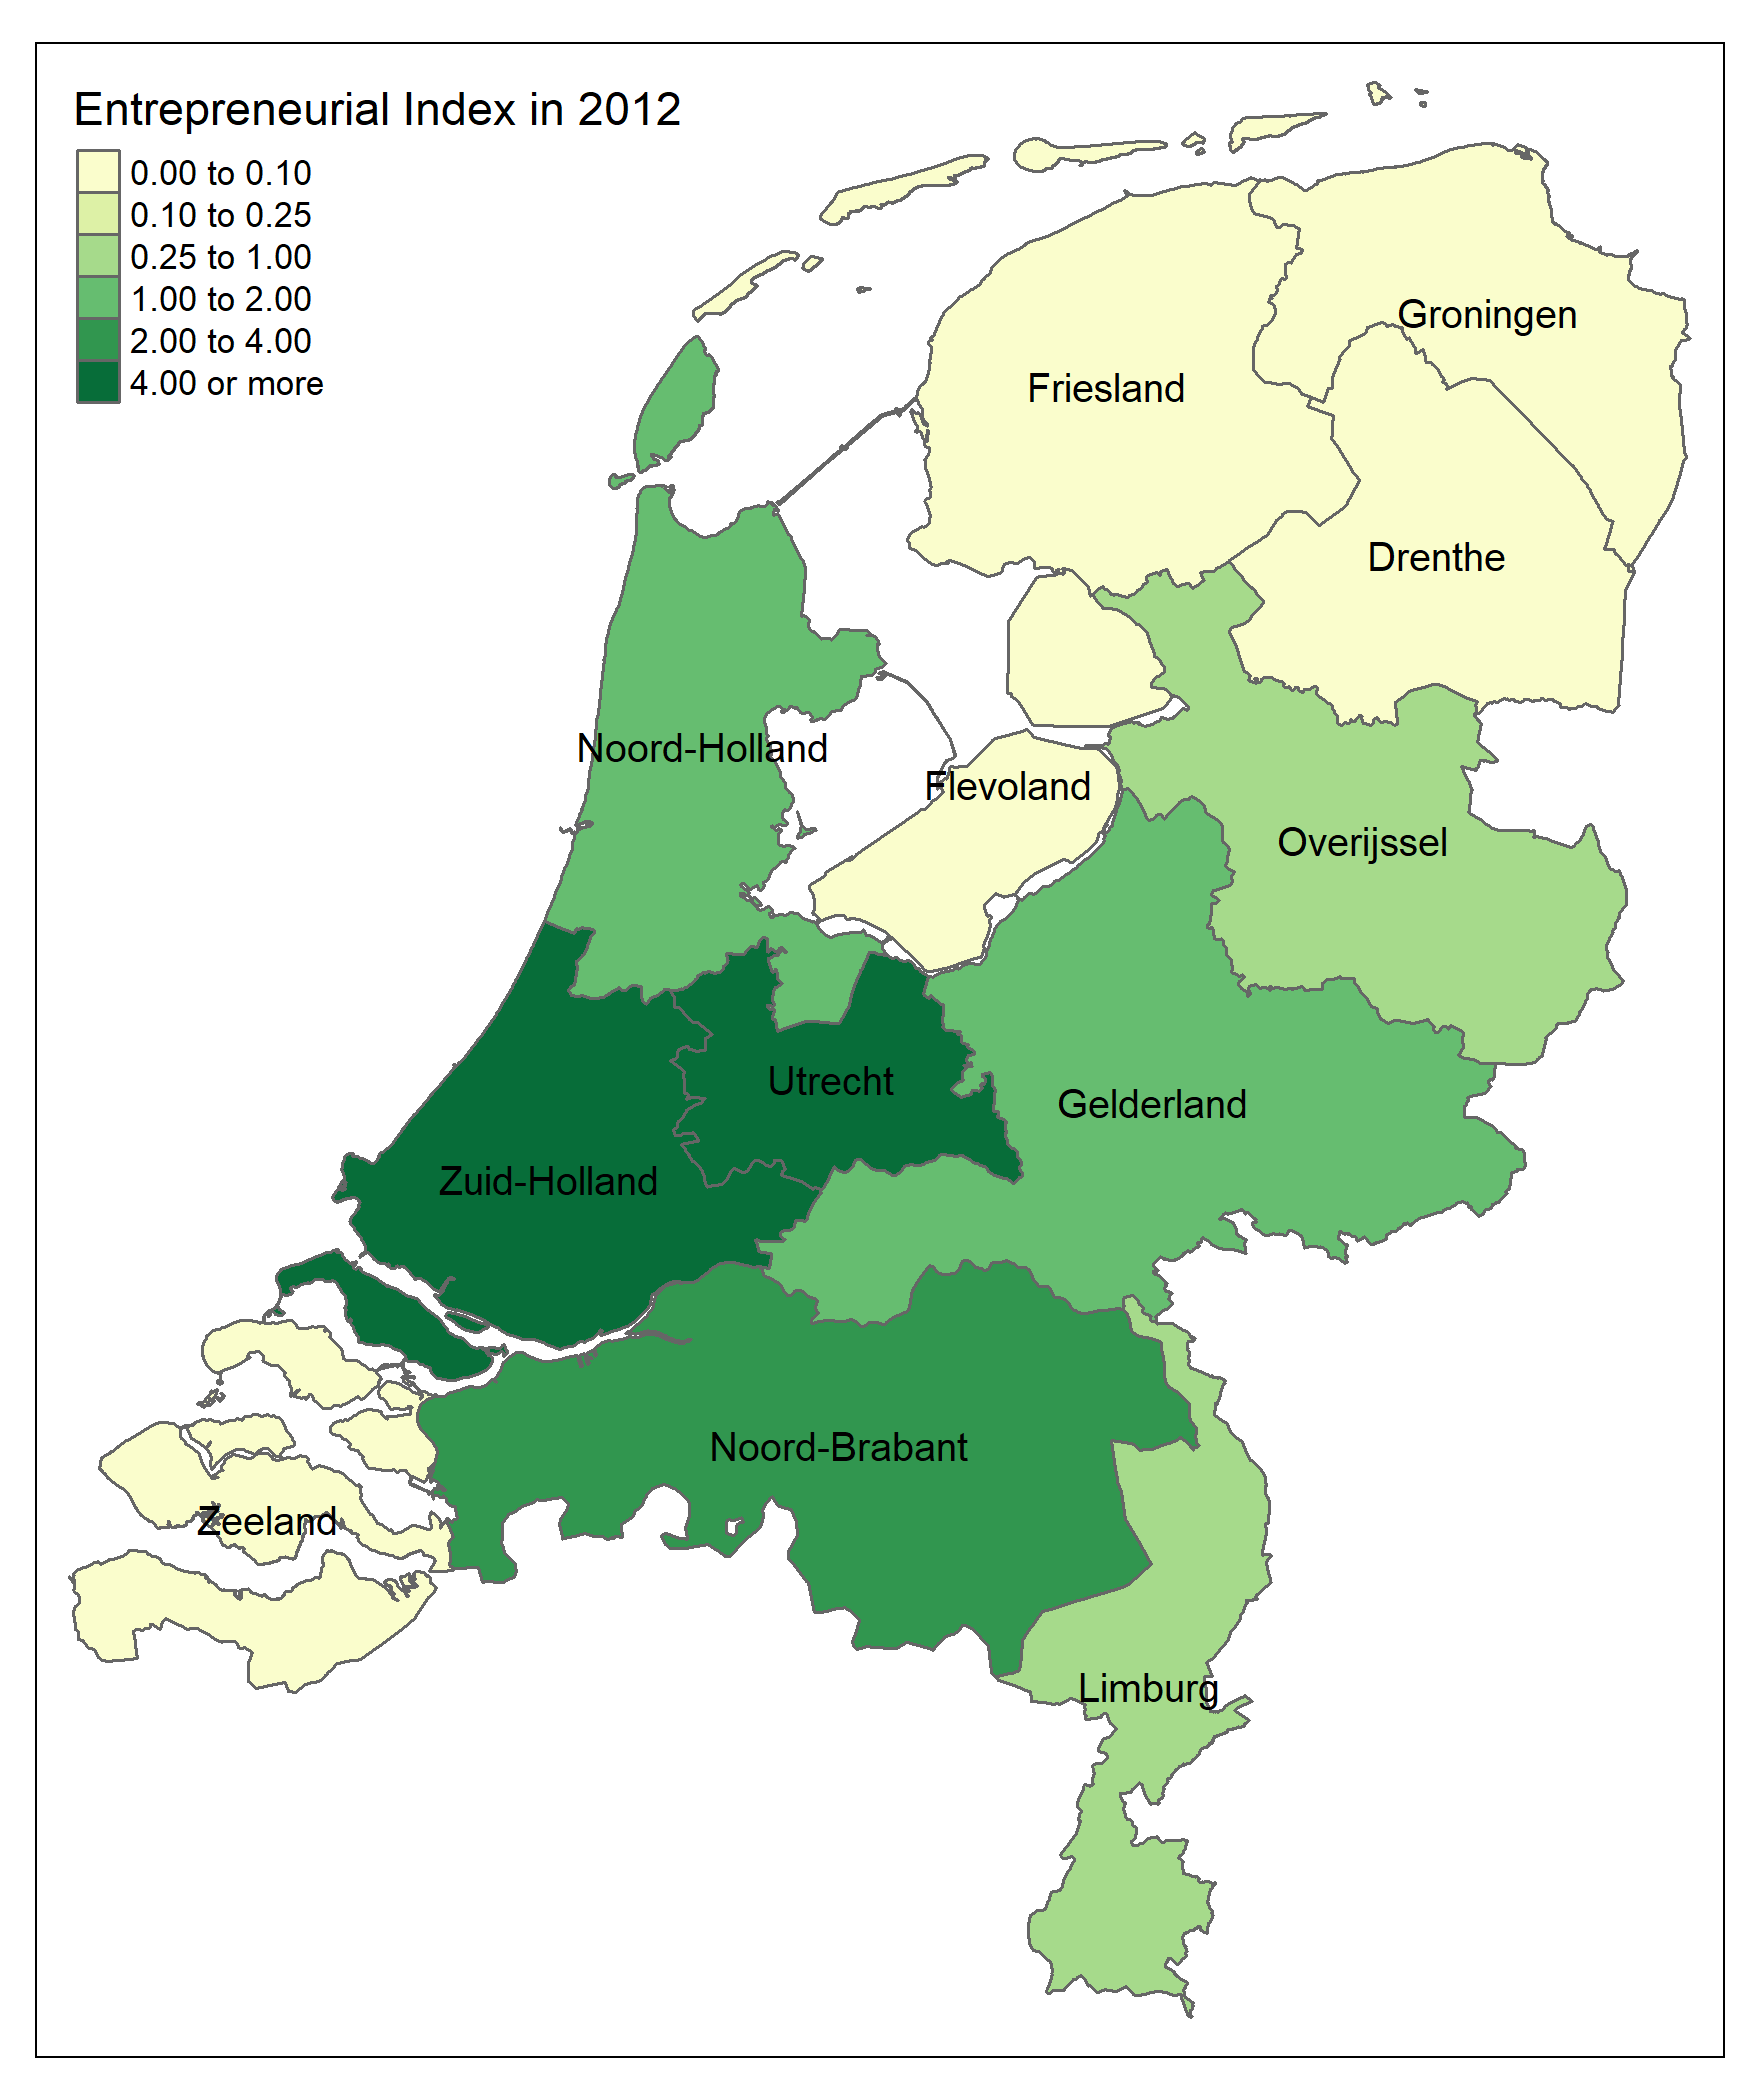 Entrepreneurial Index in 2012
0.00 to 0.10
0.10 to 0.25
0.25 to 1.00
1.00 to 2.00
2.00 to 4.00
4.00 or more
Groningen
Friesland
Drenthe
Noord-Holland
Flevoland
Overijssel
Utrecht
Gelderland
Zuid-Holland
Noord-Brabant
Zeeland
Limburg